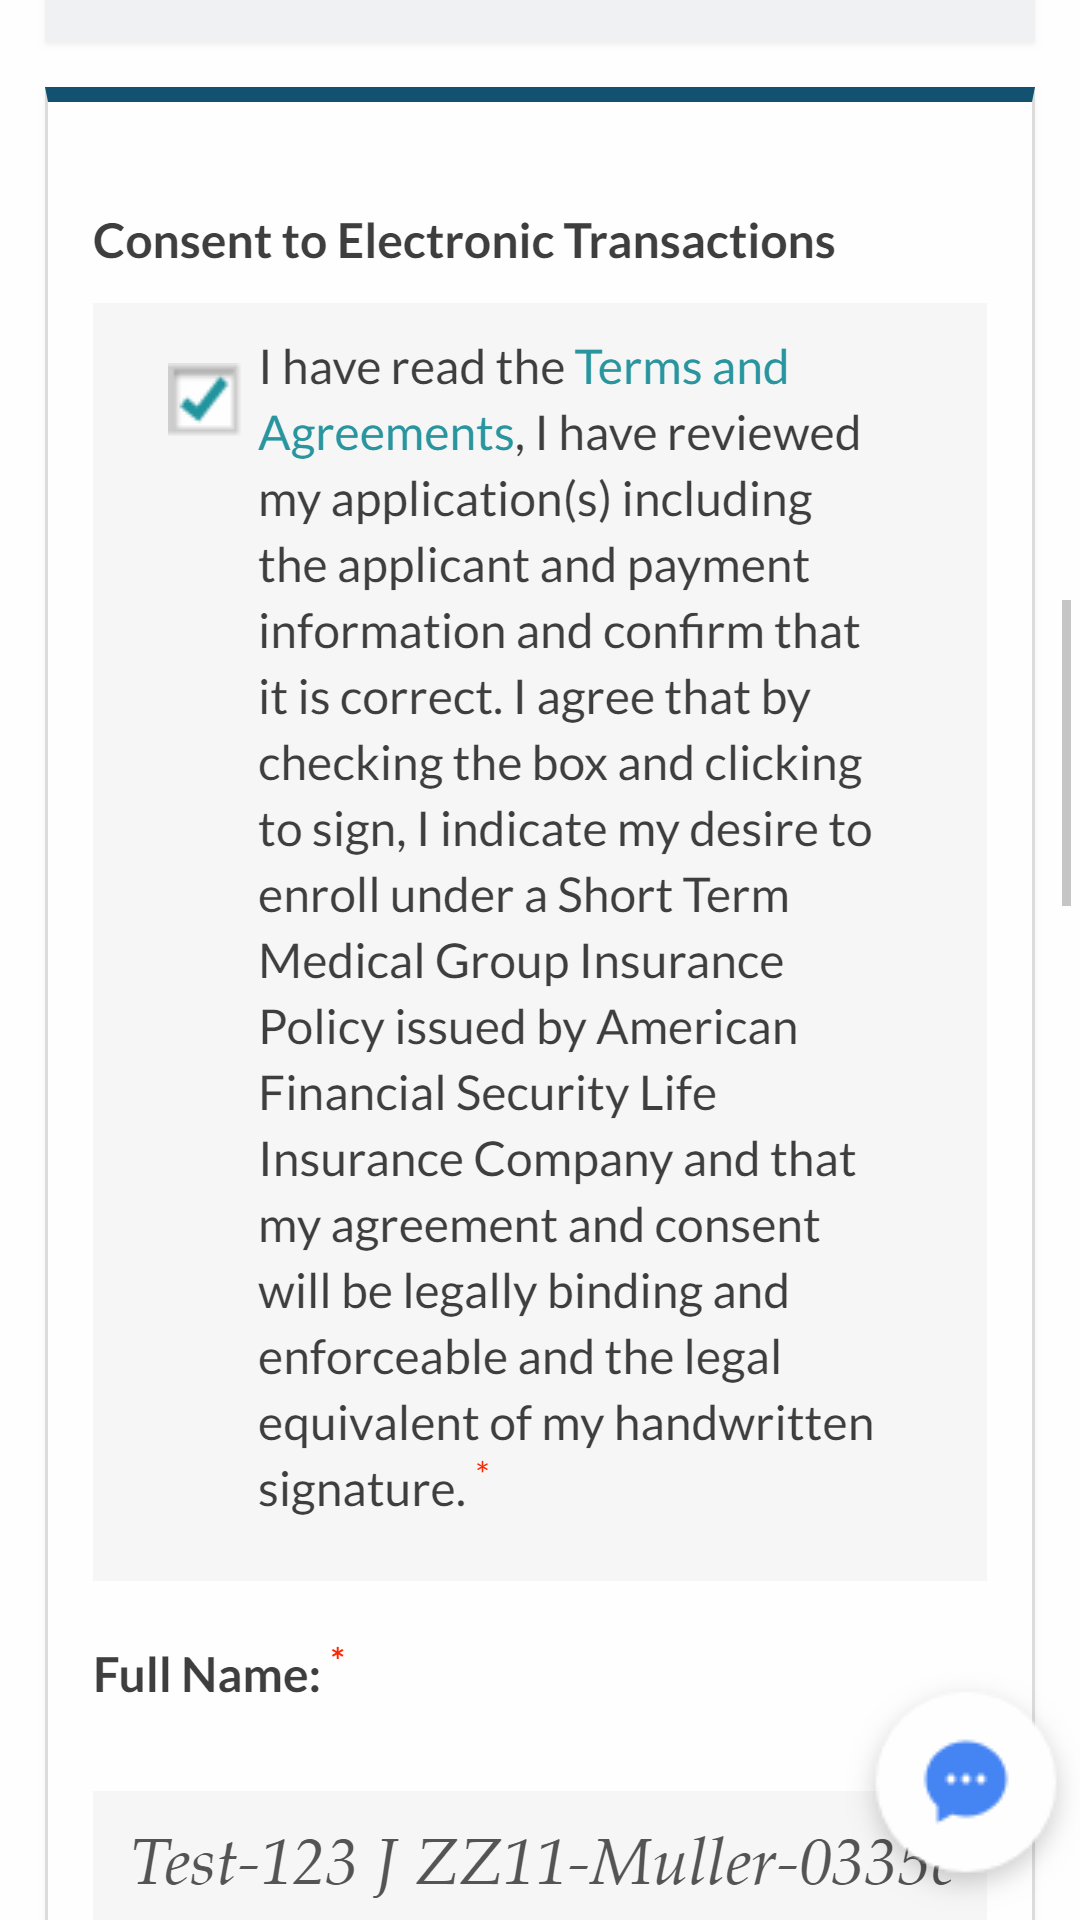 Consent to Electronic Transactions
I have read the Terms and
Agreements, I have reviewed
my application(s) including
the applicant and payment
information and confirm that
it is correct. I agree that by
checking the box and clicking
to sign, I indicate my desire to
enroll under a Short Term
Medical Group Insurance
Policy issued by American
Financial Security Life
Insurance Company and that
my agreement and consent
will be legally binding and
enforceable and the legal
equivalent of my handwritten
signature. *
Full Name: *
Test-123 J